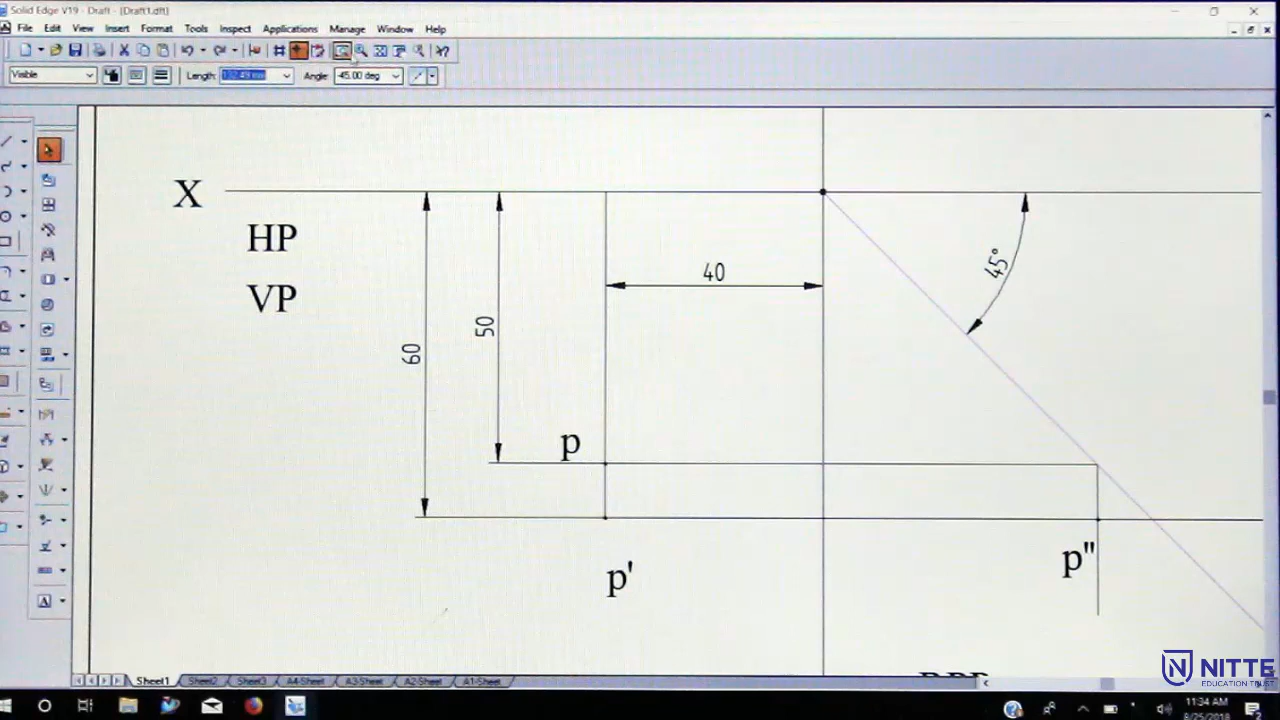 Solid Edge V19 - Draft - [Draft1.dft]
File Edit View Insert Format Tools Inspect Applications Manage Window Help
Visible Length: Angle: -45.00 deg
X
HP
VP
40
45°
50
60
p
p'
p"
Sheet1 Sheet2 Sheet3 A4-Sheet A3-Sheet A2-Sheet A1-Sheet
NITTE
EDUCATION TRUST
11:34 AM
8/25/2018